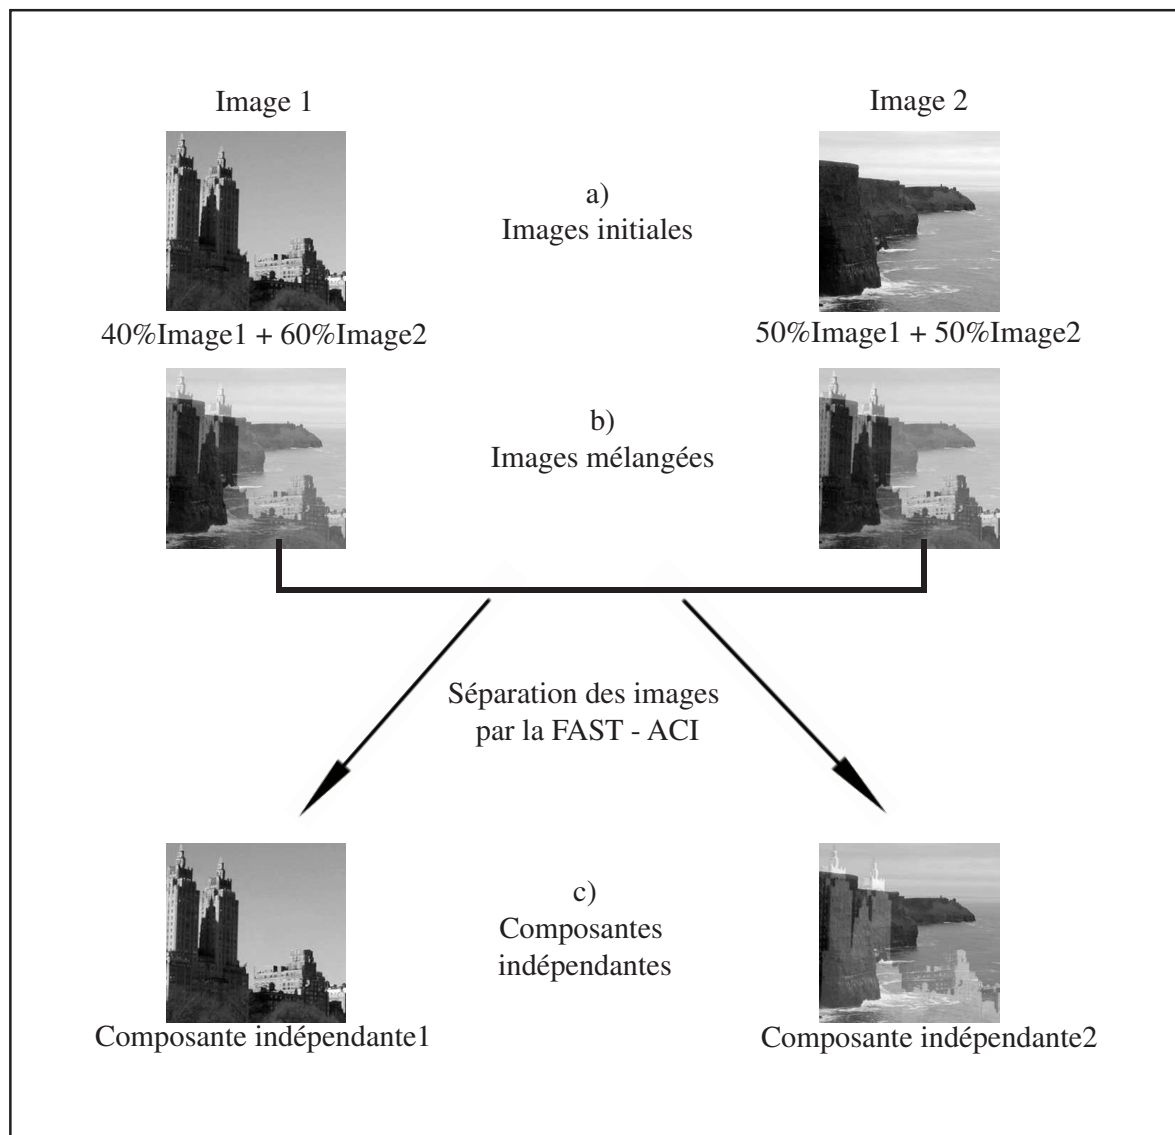 Image 1
Image 2
a)
Images initiales
40%Image1 + 60%Image2
50%Image1 + 50%Image2
b)
Images mélangées
Séparation des images
par la FAST - ACI
c)
Composantes
indépendantes
Composante indépendante1
Composante indépendante2